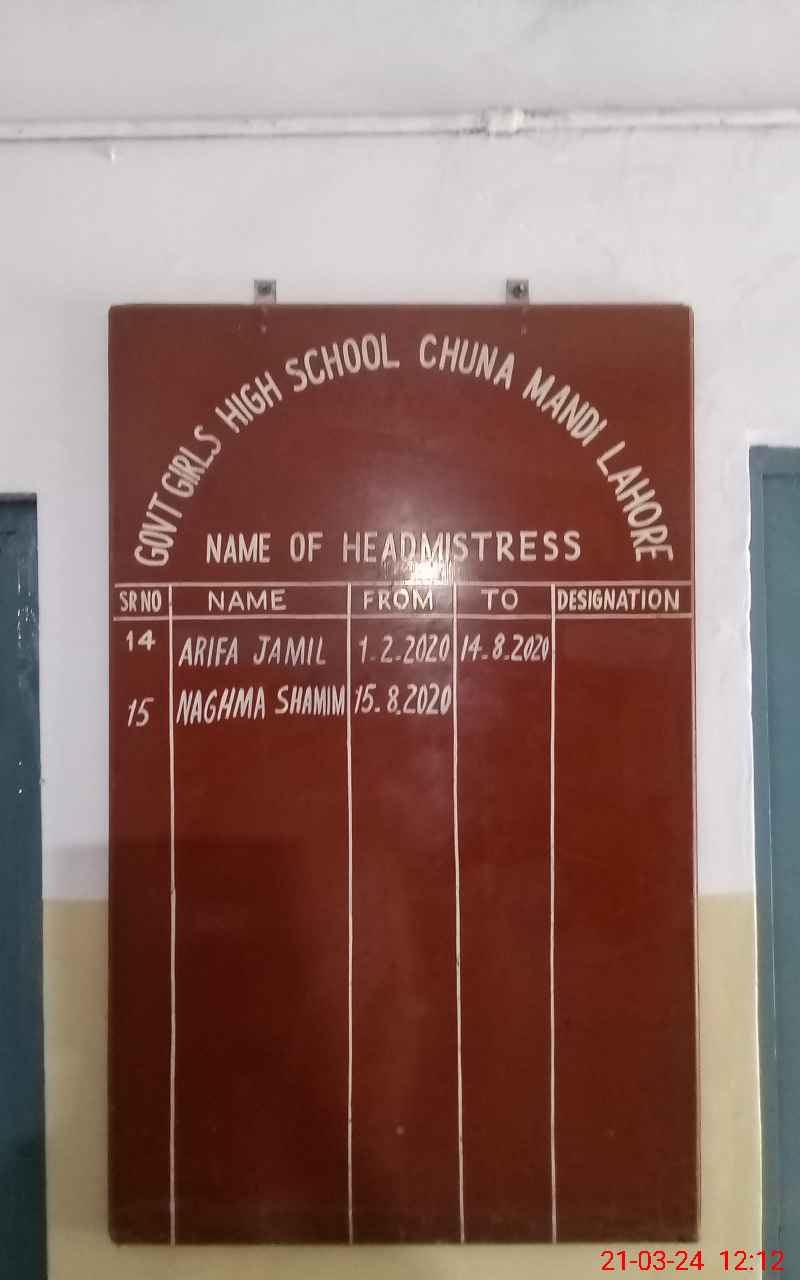 GOVT GIRLS HIGH SCHOOL CHUNA MANDI LAHORE
NAME OF HEADMISTRESS
SR NO NAME FROM TO DESIGNATION
14 ARIFA JAMIL 1-2-2020 14-8-2020
15 NAGHMA SHAMIM 15-8-2020
21-03-24 12:12